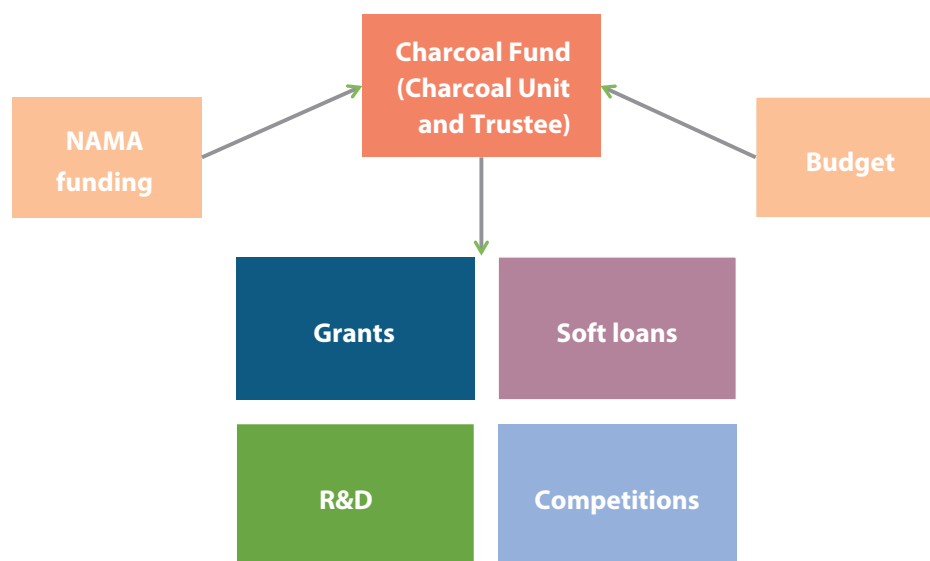 Charcoal Fund
(Charcoal Unit
and Trustee)
NAMA
funding
Budget
Grants
Soft loans
R&D
Competitions